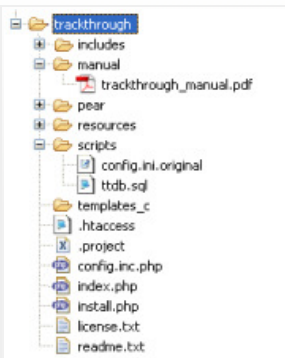 trackthrough
includes
manual
trackthrough_manual.pdf
pear
resources
scripts
config.ini.original
ttdb.sql
templates_c
.htaccess
.project
config.inc.php
index.php
install.php
license.txt
readme.txt